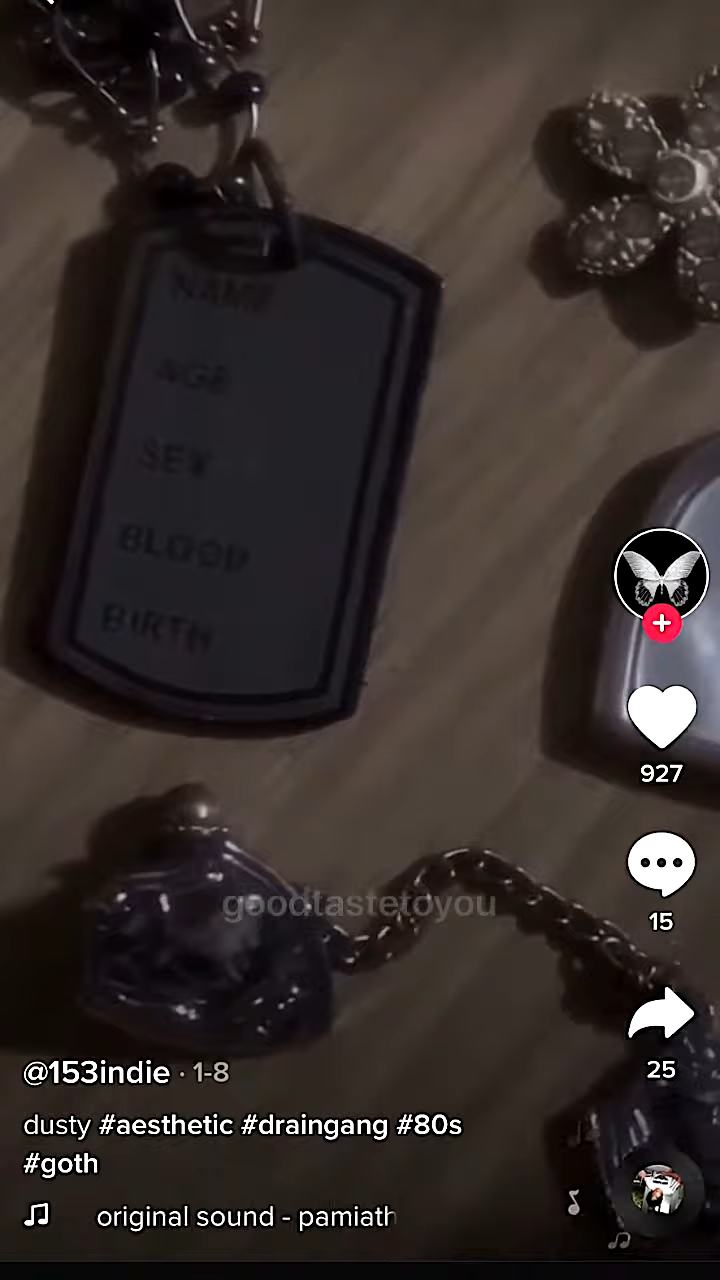 NAME
AGE
SEX
BLOOD
BIRTH
927
goodtastetoyou
15
25
@153indie · 1-8
dusty #aesthetic #draingang #80s
#goth
original sound - pamiath